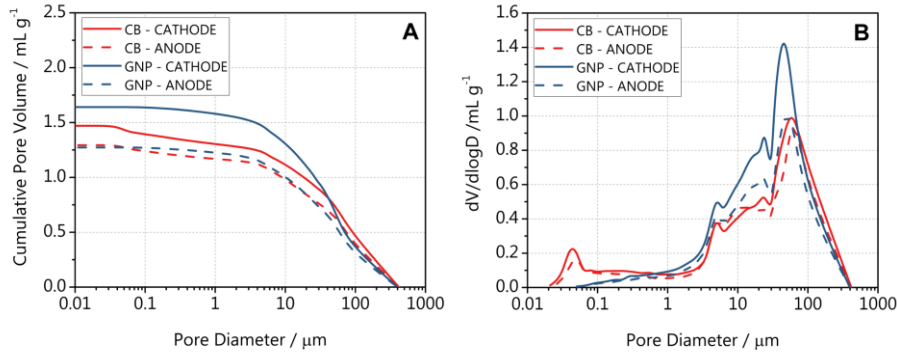 A
CB - CATHODE
CB - ANODE
GNP - CATHODE
GNP - ANODE
Cumulative Pore Volume / mL g⁻¹
2.5
2.0
1.5
1.0
0.5
0.0
0.01 0.1 1 10 100 1000
Pore Diameter / μm
B
CB - CATHODE
CB - ANODE
GNP - CATHODE
GNP - ANODE
dV/dlogD /mL g⁻¹
1.6
1.4
1.2
1.0
0.8
0.6
0.4
0.2
0.0
0.01 0.1 1 10 100 1000
Pore Diameter / μm